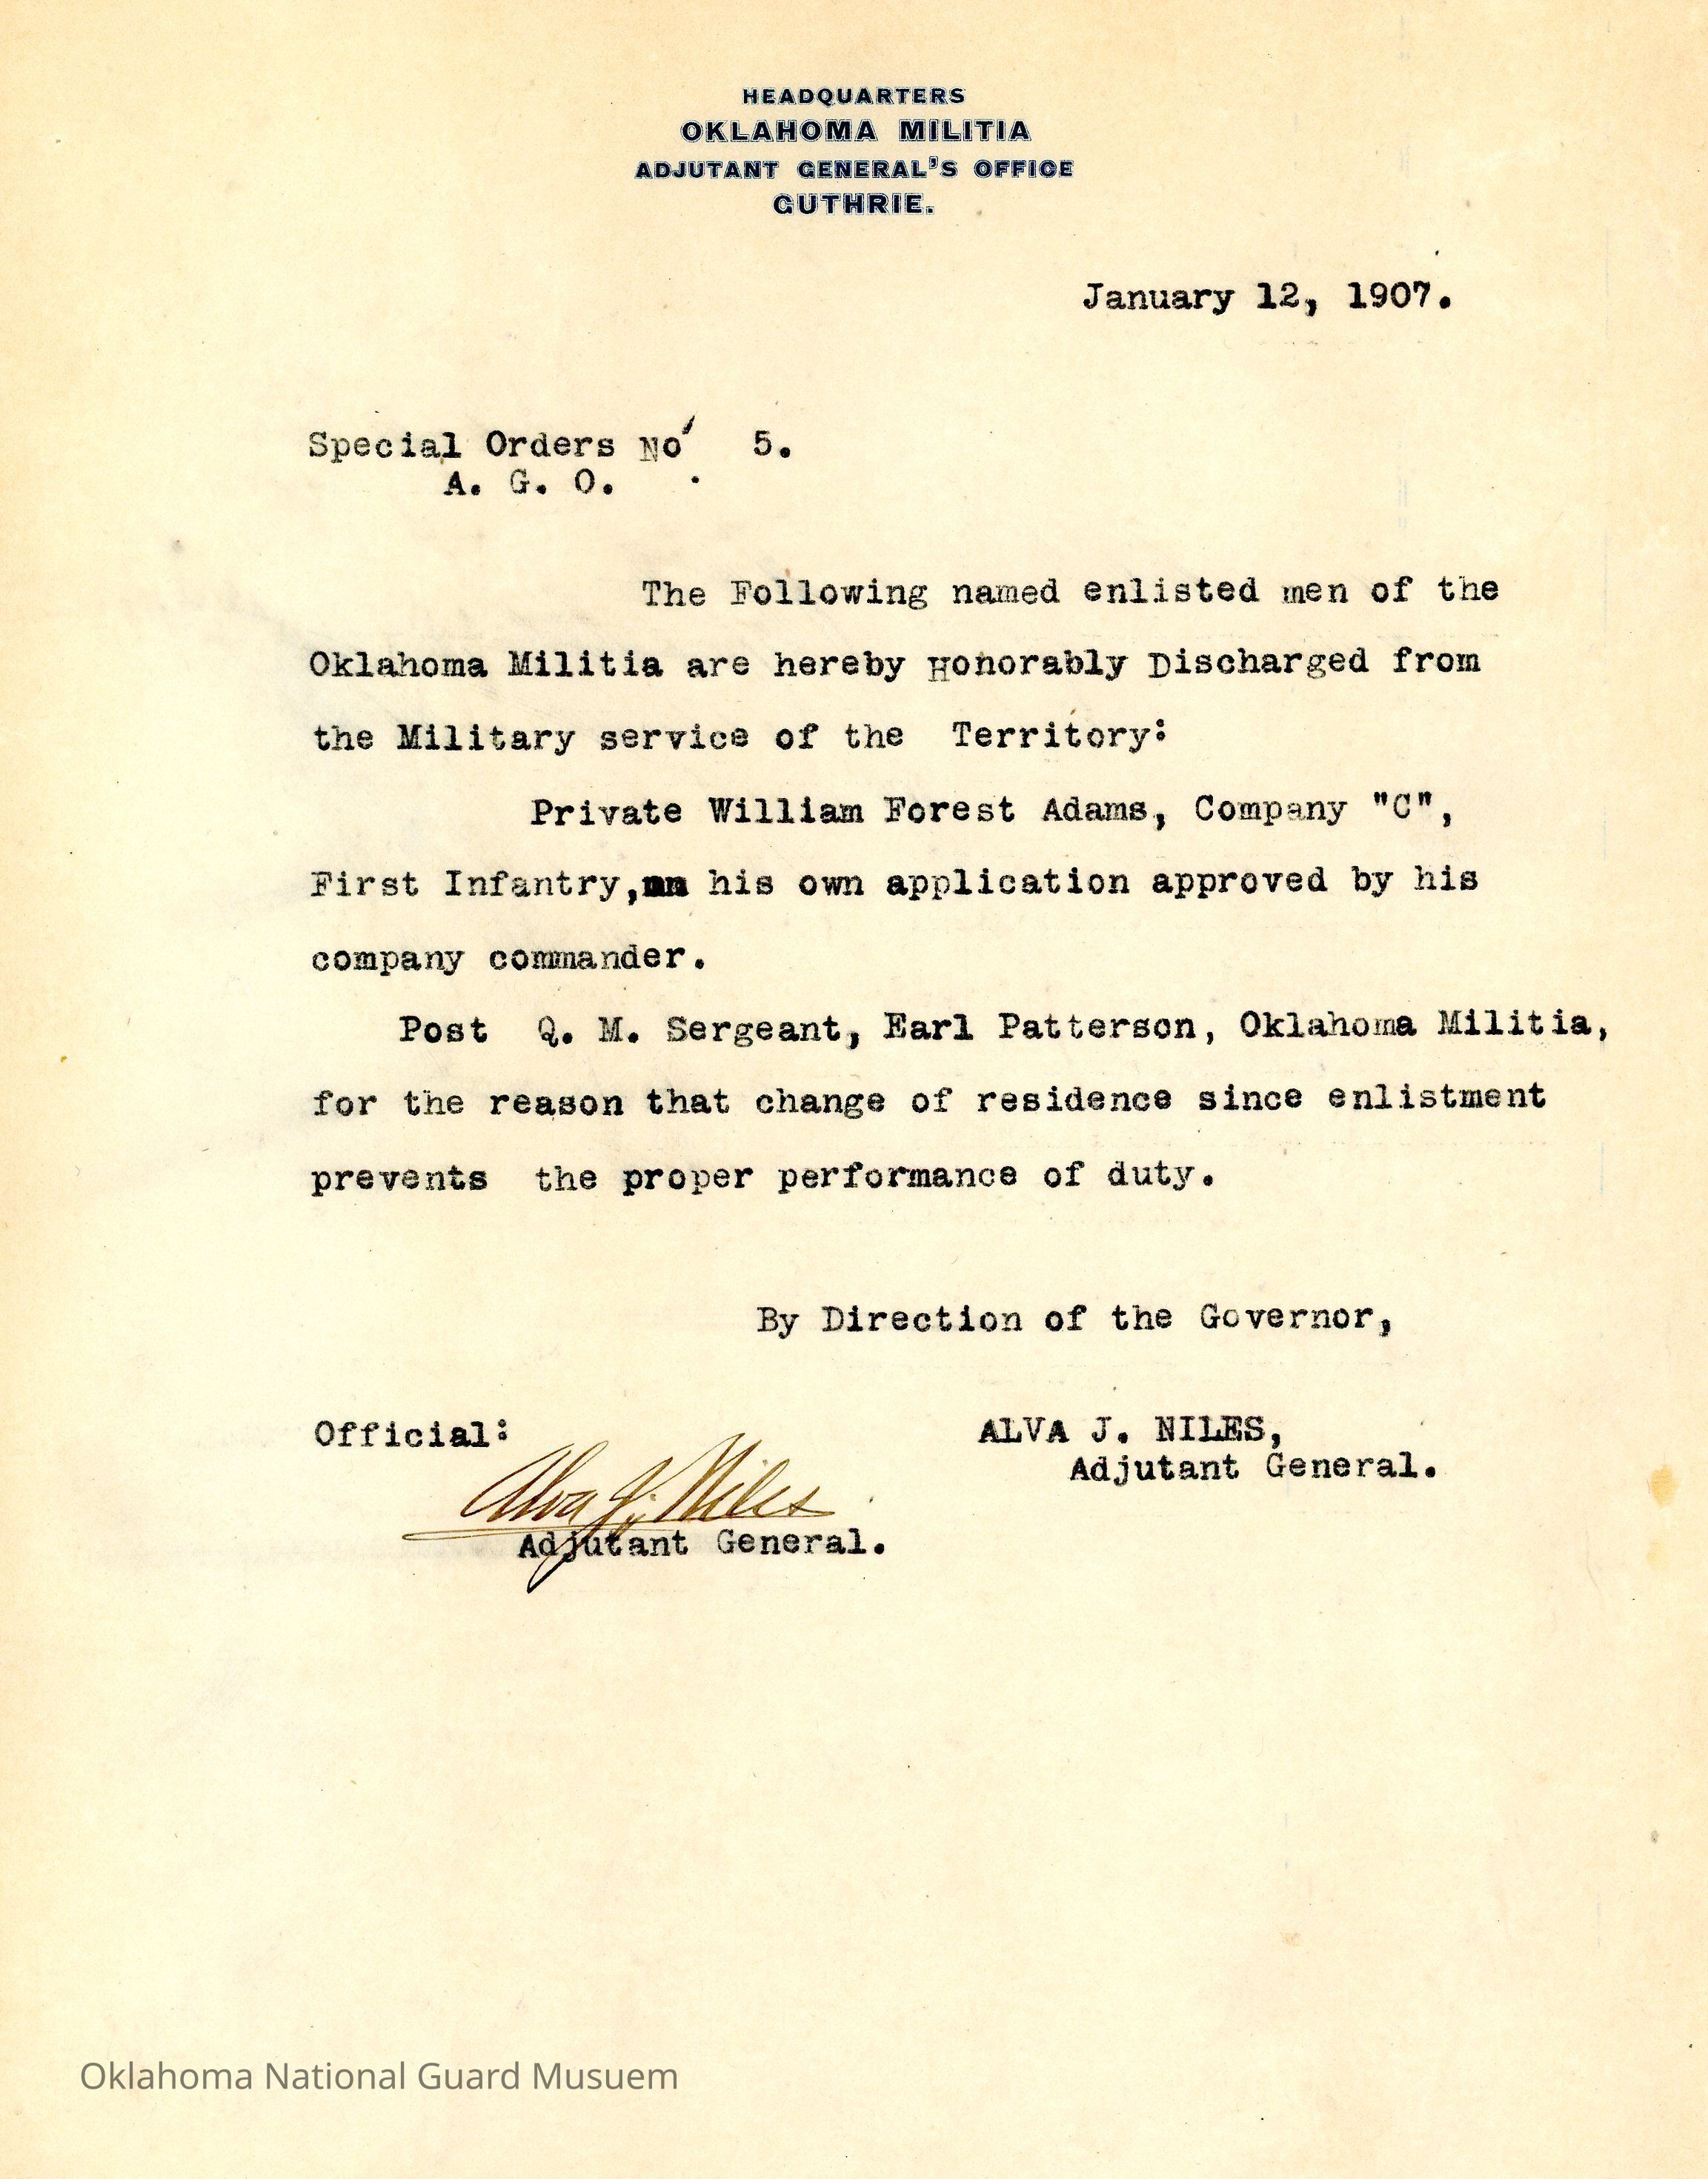 HEADQUARTERS
OKLAHOMA MILITIA
ADJUTANT GENERAL'S OFFICE
GUTHRIE.
January 12, 1907.
Special Orders No 5.
A. G. O.
The Following named enlisted men of the
Oklahoma Militia are hereby Honorably Discharged from
the Military service of the Territory:
Private William Forest Adams, Company "C",
First Infantry, his own application approved by his
company commander.
Post Q. M. Sergeant, Earl Patterson, Oklahoma Militia,
for the reason that change of residence since enlistment
prevents the proper performance of duty.
By Direction of the Governor,
Official:
ALVA J. NILES,
Adjutant General.
Alva J. Niles
Adjutant General.
Oklahoma National Guard Musuem